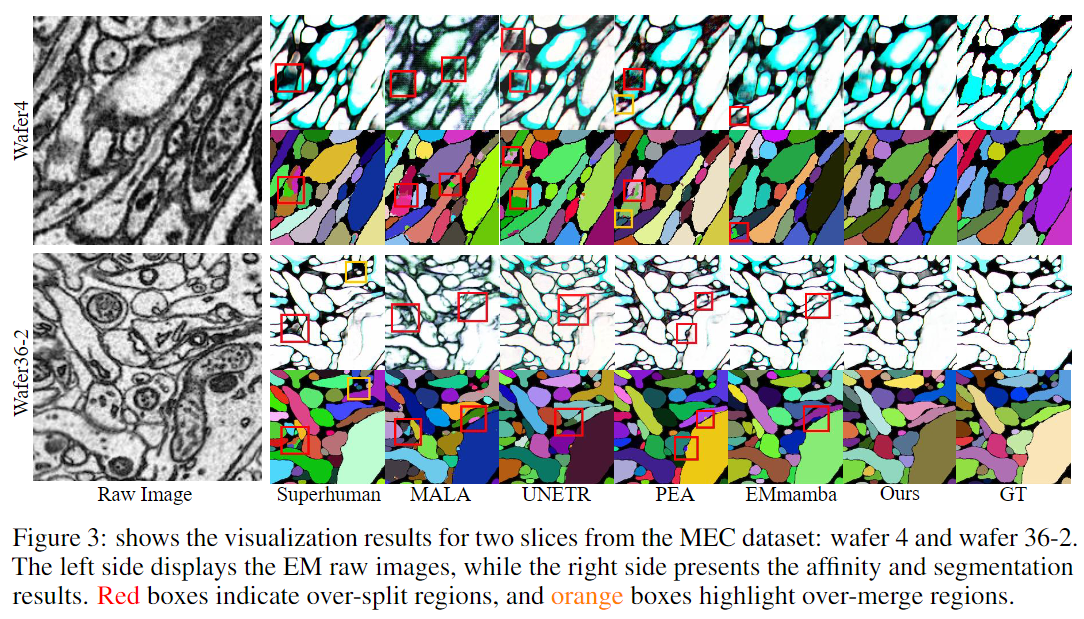 Wafer4
Wafer36-2
Raw Image
Superhuman
MALA
UNETR
PEA
EMmamba
Ours
GT
Figure 3: shows the visualization results for two slices from the MEC dataset: wafer 4 and wafer 36-2.
The left side displays the EM raw images, while the right side presents the affinity and segmentation
results. Red boxes indicate over-split regions, and orange boxes highlight over-merge regions.